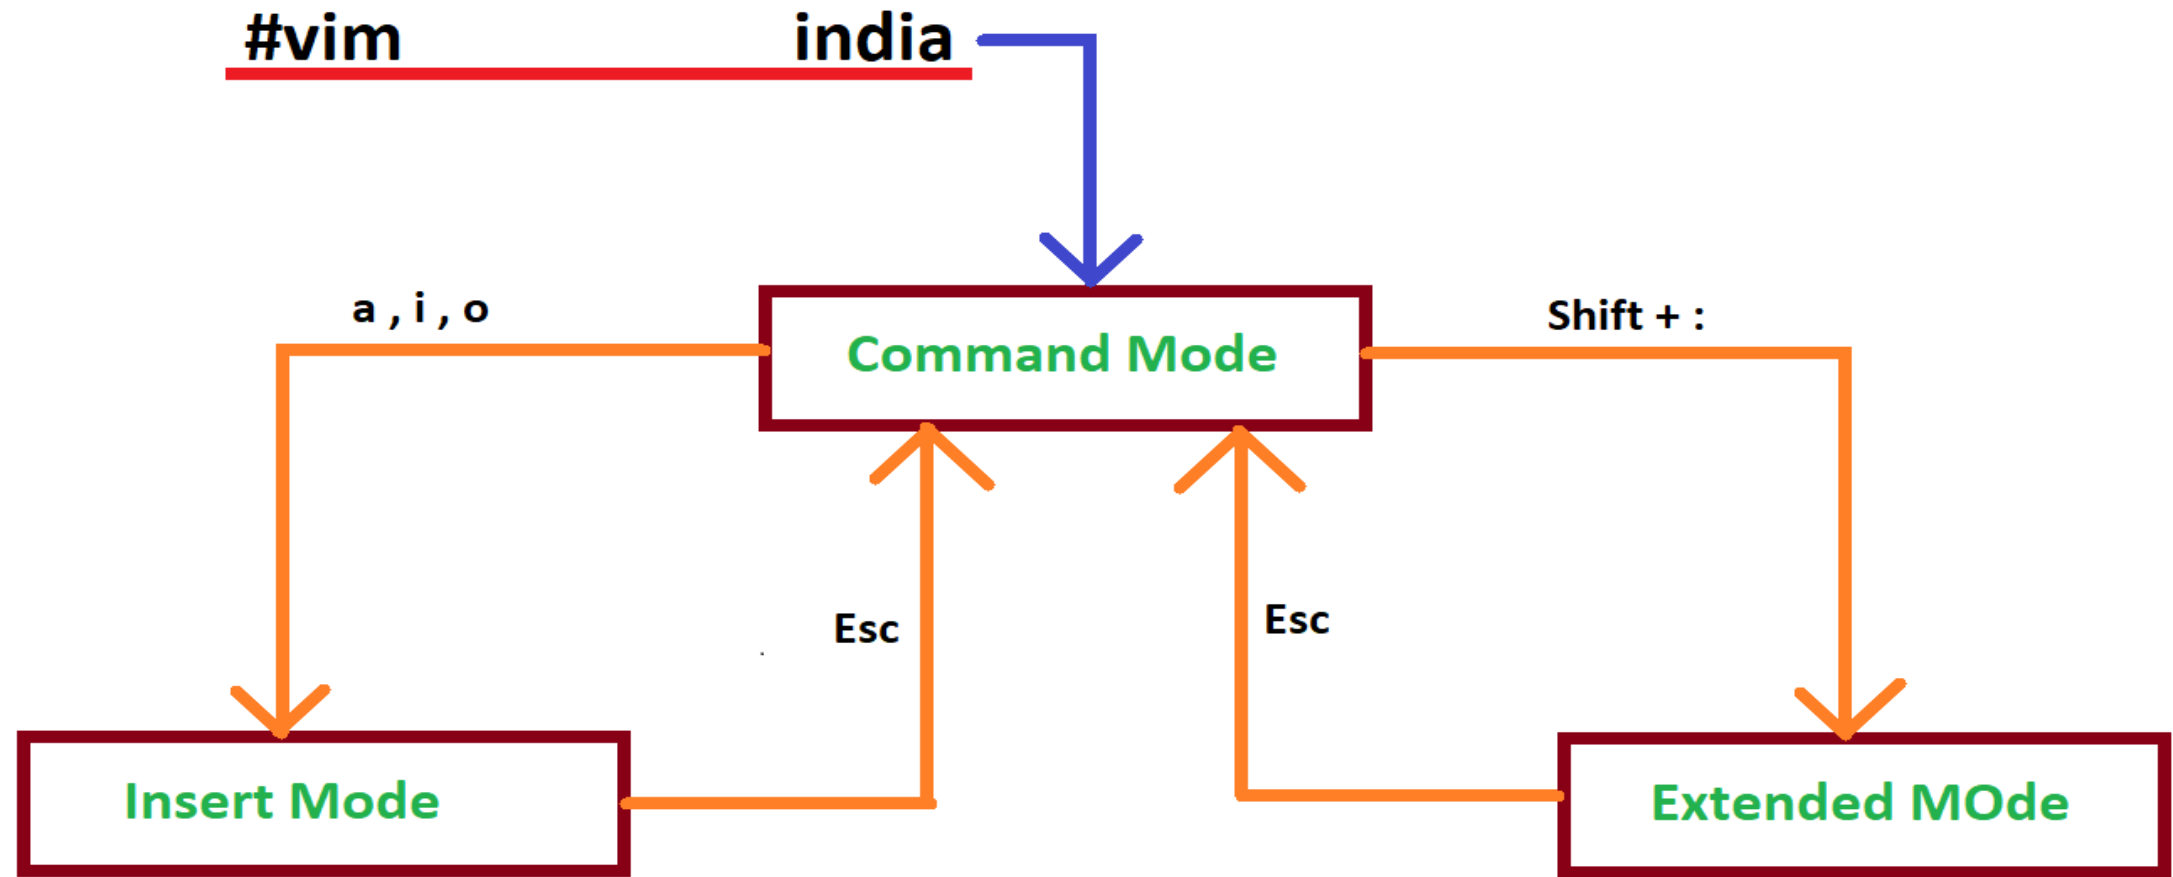 #vim india
a , i , o
Shift + :
Command Mode
Esc
Esc
Insert Mode
Extended MOde